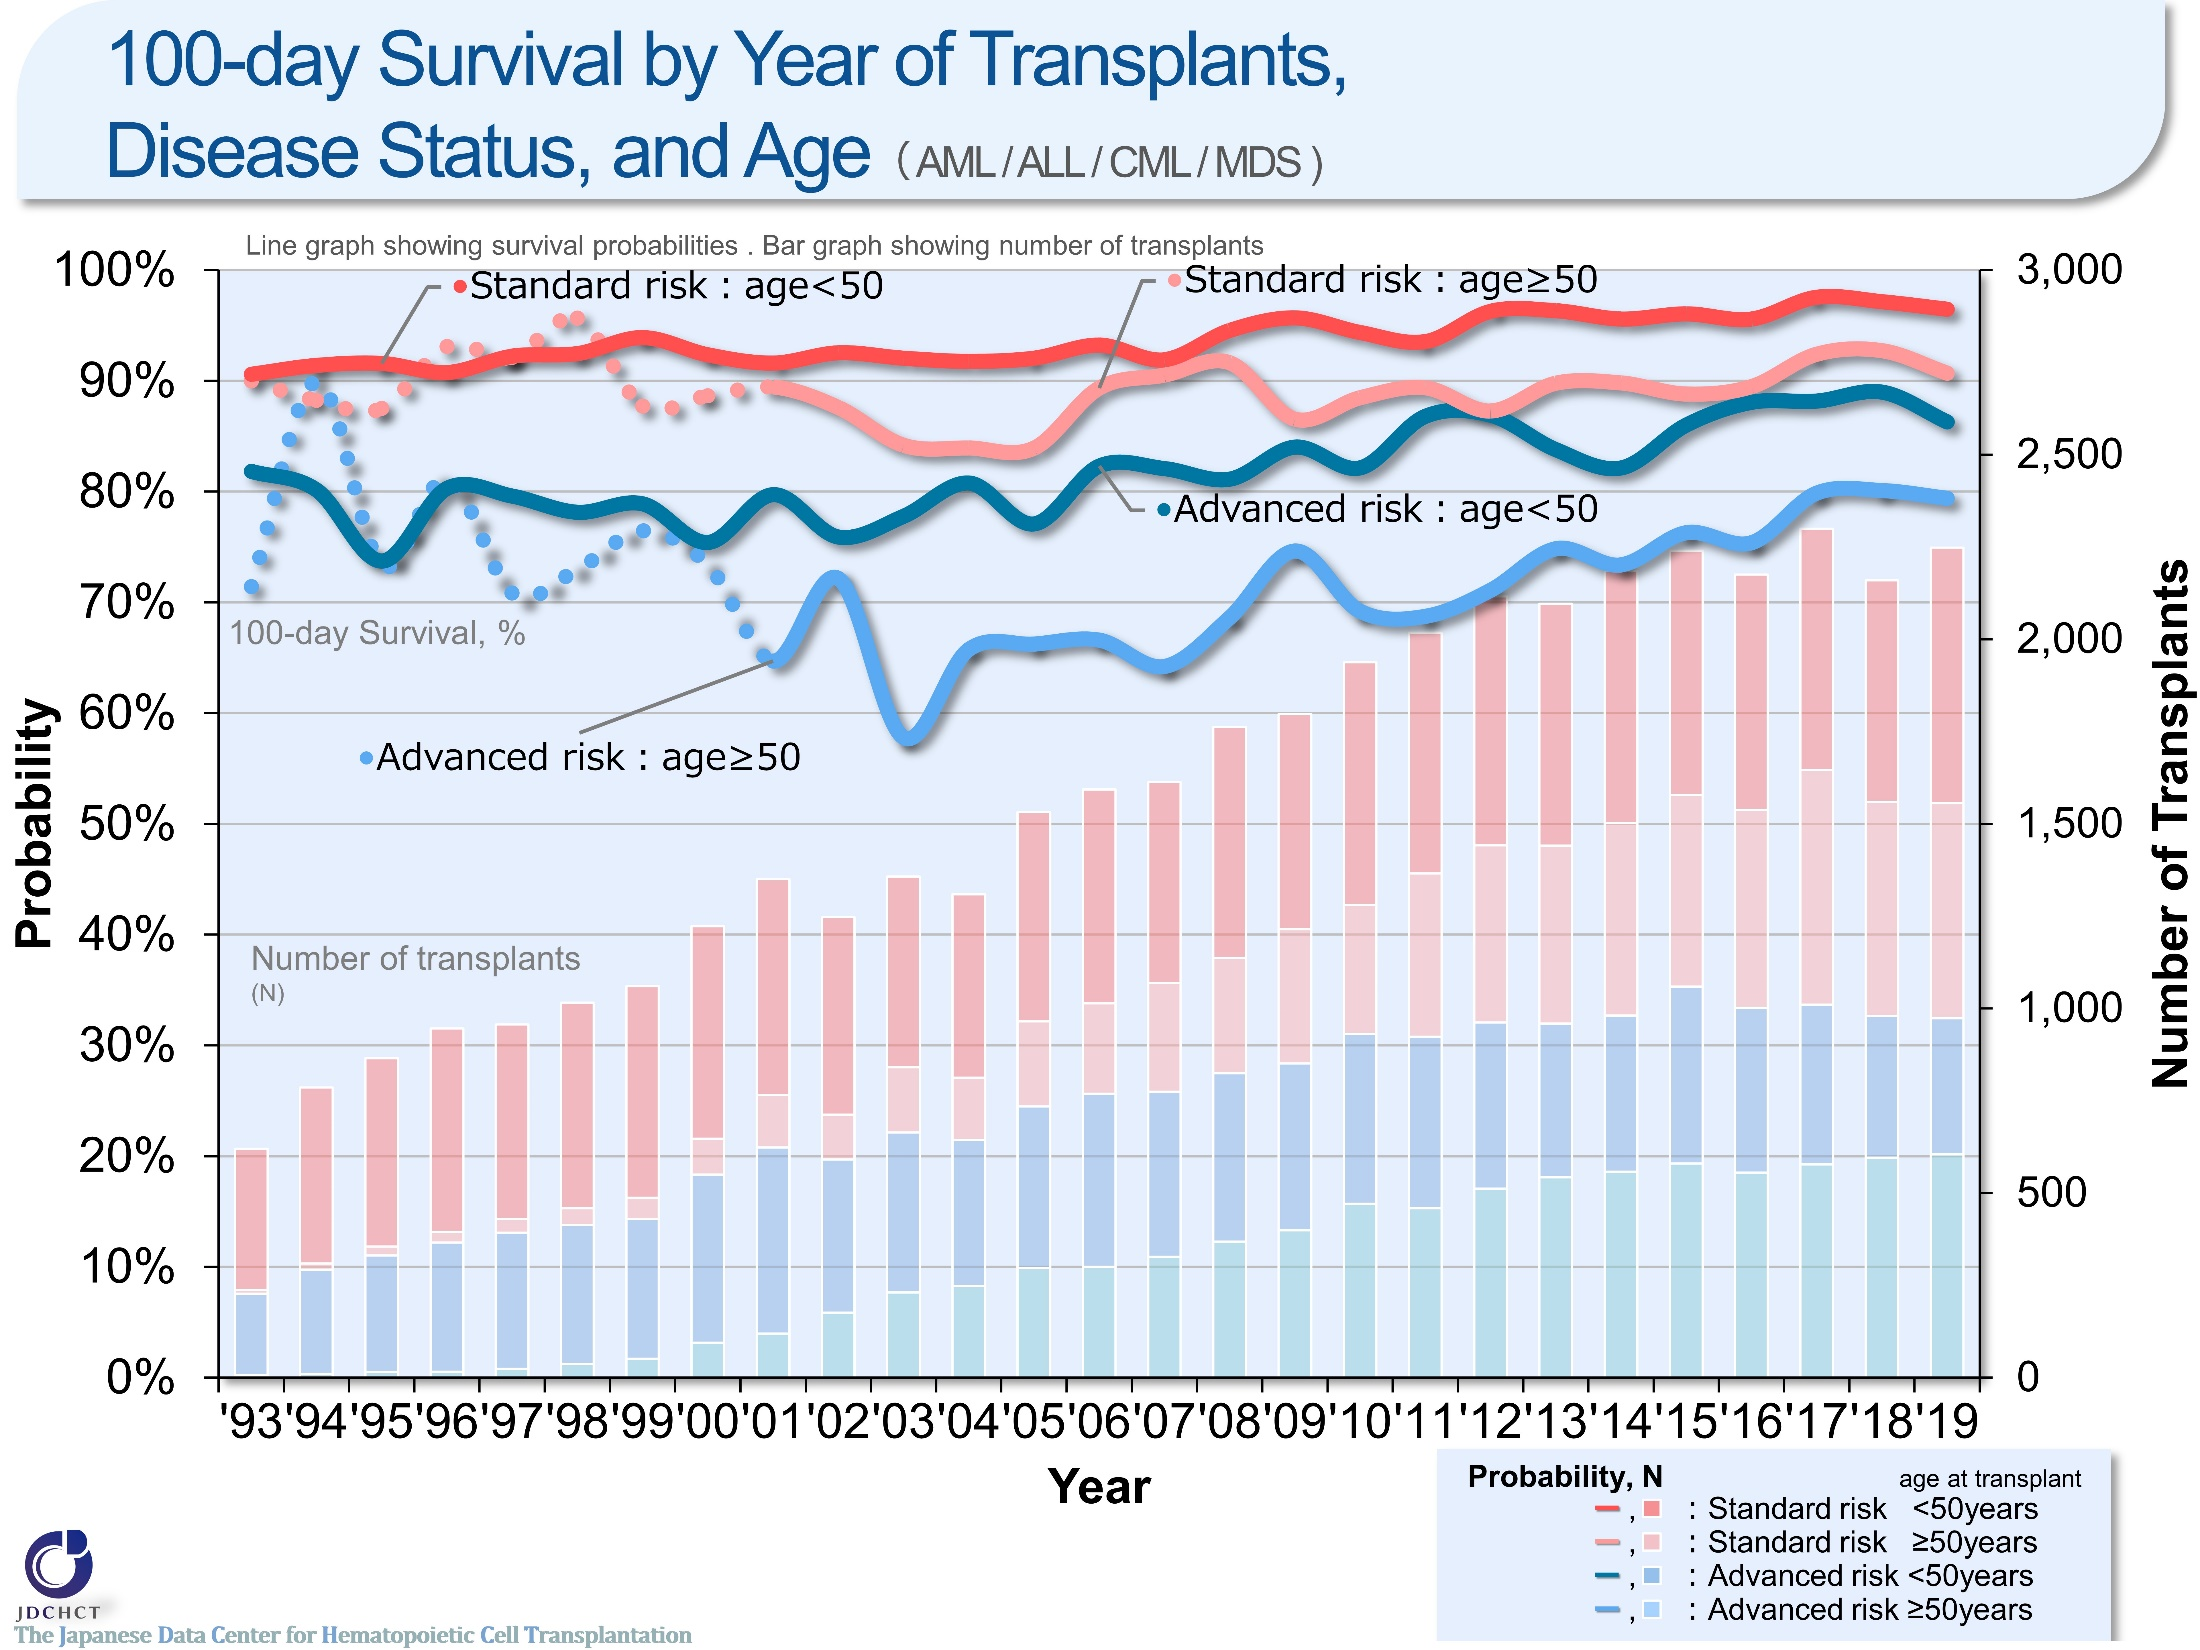 100-day Survival by Year of Transplants,
Disease Status, and Age (AML/ALL/CML/MDS)
Line graph showing survival probabilities . Bar graph showing number of transplants
100%
90%
80%
70%
60%
50%
40%
30%
20%
10%
0%
Probability
•Standard risk : age<50
•Standard risk : age≥50
•Advanced risk : age<50
100-day Survival, %
•Advanced risk : age≥50
Number of transplants
(N)
3,000
2,500
2,000
1,500
1,000
500
0
Number of Transplants
'93 '94 '95 '96 '97 '98 '99 '00 '01 '02 '03 '04 '05 '06 '07 '08 '09 '10 '11 '12 '13 '14 '15 '16 '17 '18 '19
Year
Probability, N age at transplant
, : Standard risk <50years
, : Standard risk ≥50years
, : Advanced risk <50years
, : Advanced risk ≥50years
JDCHCT
The Japanese Data Center for Hematopoietic Cell Transplantation